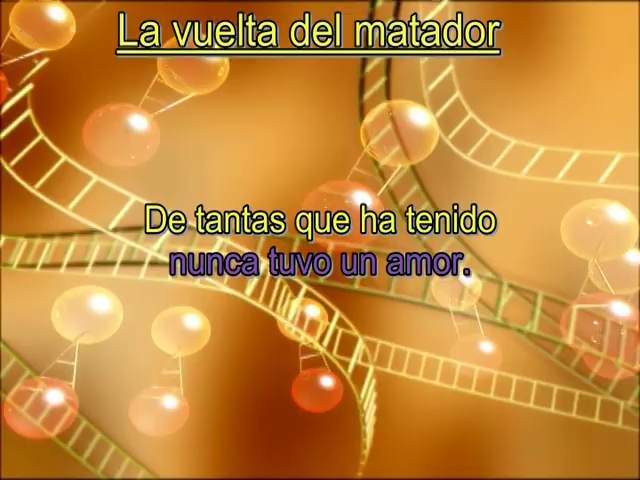 La vuelta del matador
De tantas que ha tenido
nunca tuvo un amor.